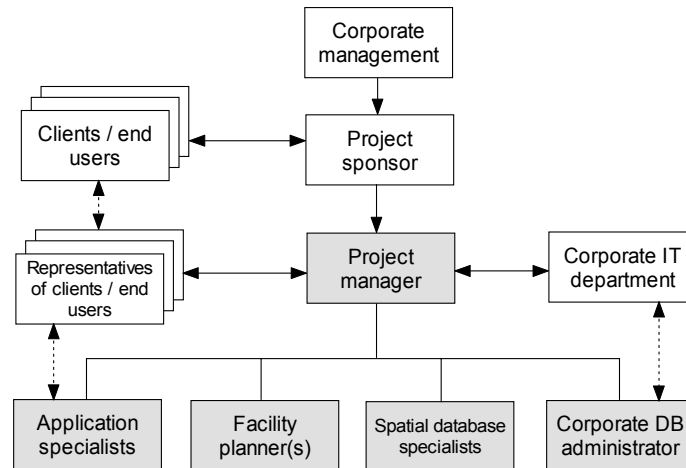 Corporate
management
Clients / end
users
Project
sponsor
Representatives
of clients / end
users
Project
manager
Corporate IT
department
Application
specialists
Facility
planner(s)
Spatial database
specialists
Corporate DB
administrator